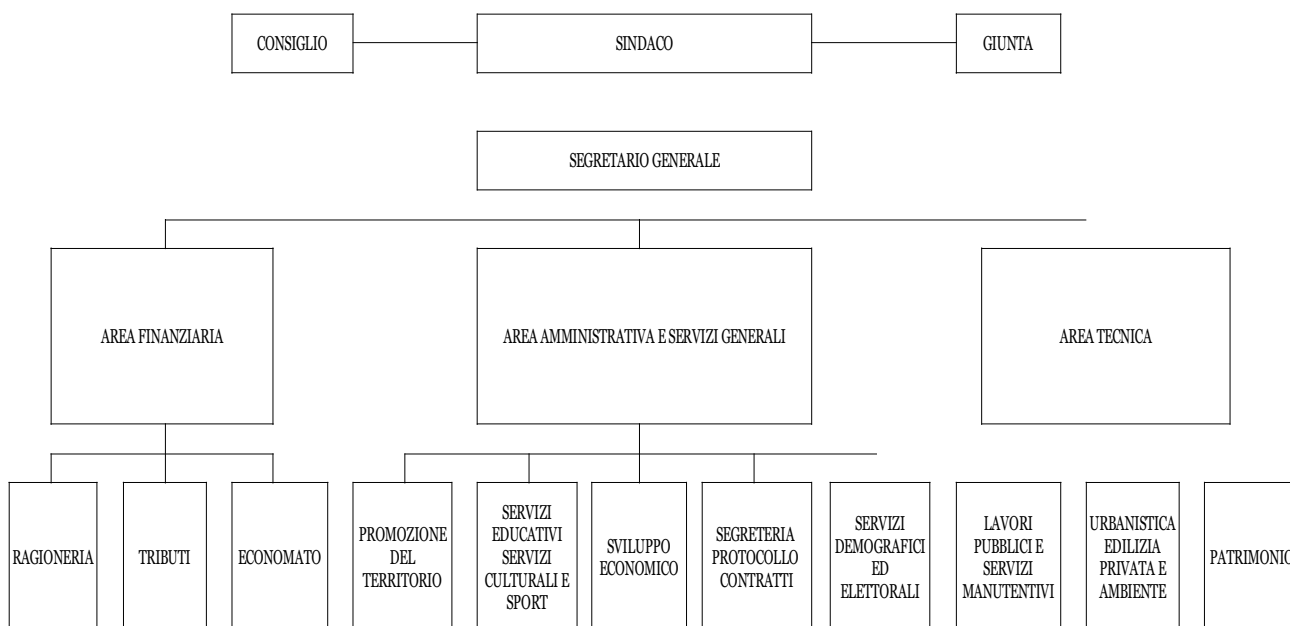 CONSIGLIO
SINDACO
GIUNTA
SEGRETARIO GENERALE
AREA FINANZIARIA
AREA AMMINISTRATIVA E SERVIZI GENERALI
AREA TECNICA
RAGIONERIA
TRIBUTI
ECONOMATO
PROMOZIONE
DEL
TERRITORIO
SERVIZI
EDUCATIVI
SERVIZI
CULTURALI E
SPORT
SVILUPPO
ECONOMICO
SEGRETERIA
PROTOCOLLO
CONTRATTI
SERVIZI
DEMOGRAFICI
ED
ELETTORALI
LAVORI
PUBBLICI E
SERVIZI
MANUTENTIVI
URBANISTICA
EDILIZIA
PRIVATA E
AMBIENTE
PATRIMONIO